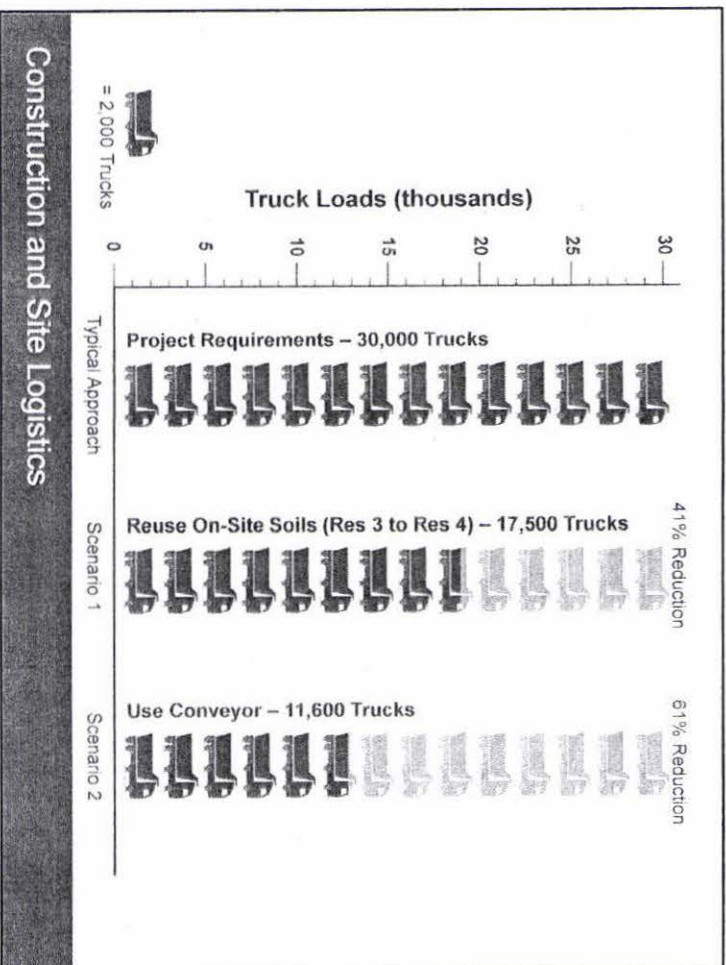 Construction and Site Logistics
= 2,000 Trucks
Truck Loads (thousands)
30
25
20
15
10
5
0
Project Requirements – 30,000 Trucks
Typical Approach
41% Reduction
Reuse On-Site Soils (Res 3 to Res 4) – 17,500 Trucks
Scenario 1
61% Reduction
Use Conveyor – 11,600 Trucks
Scenario 2